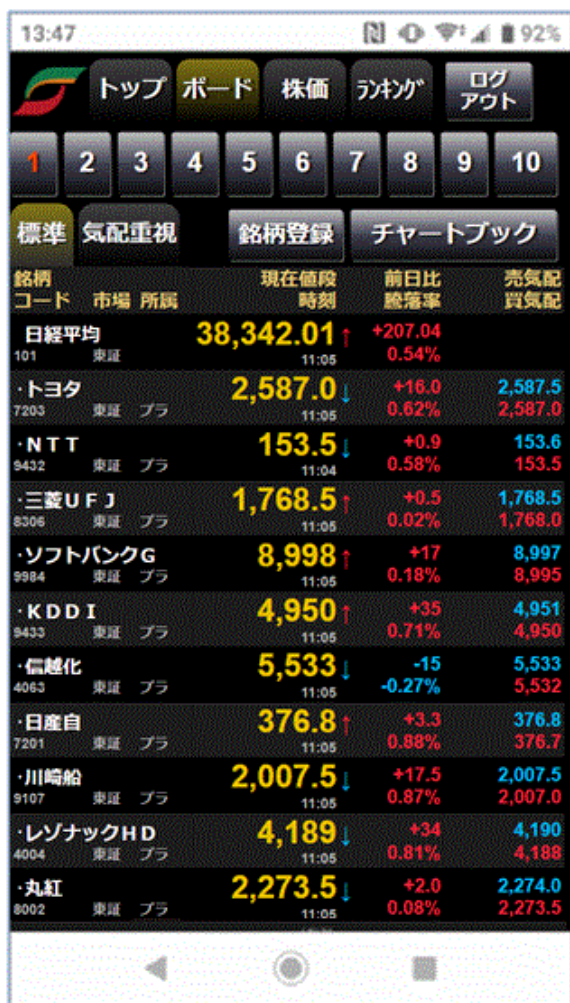 13:47 92%
トップ ボード 株価 ランキング ログアウト
1 2 3 4 5 6 7 8 9 10
標準 気配重視 銘柄登録 チャートブック
銘柄 現在値段 前日比 売気配
コード 市場 所属 時刻 騰落率 買気配
日経平均 38,342.01↑ +207.04
101 東証 11:05 0.54%
・トヨタ 2,587.0↓ +16.0 2,587.5
7203 東証 プラ 11:05 0.62% 2,587.0
・NTT 153.5↓ +0.9 153.6
9432 東証 プラ 11:04 0.58% 153.5
・三菱UFJ 1,768.5↑ +0.5 1,768.5
8306 東証 プラ 11:05 0.02% 1,768.0
・ソフトバンクG 8,998↑ +17 8,997
9984 東証 プラ 11:05 0.18% 8,995
・KDDI 4,950↑ +35 4,951
9433 東証 プラ 11:05 0.71% 4,950
・信越化 5,533↓ -15 5,533
4063 東証 プラ 11:05 -0.27% 5,532
・日産自 376.8↑ +3.3 376.8
7201 東証 プラ 11:05 0.88% 376.7
・川崎船 2,007.5↓ +17.5 2,007.5
9107 東証 プラ 11:05 0.87% 2,007.0
・レゾナックHD 4,189↓ +34 4,190
4004 東証 プラ 11:05 0.81% 4,188
・丸紅 2,273.5↓ +2.0 2,274.0
8002 東証 プラ 11:05 0.08% 2,273.5